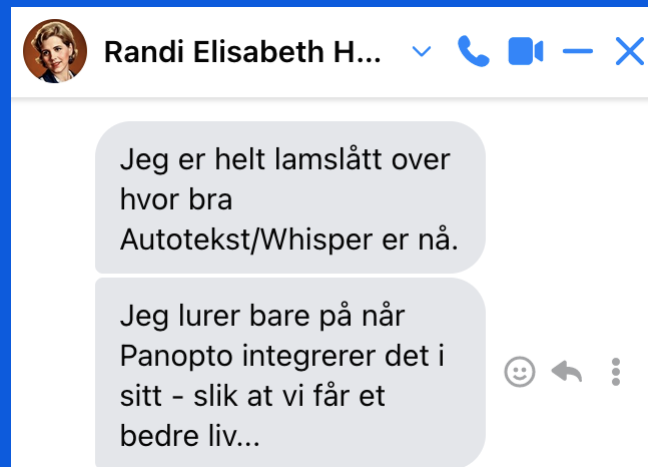 Randi Elisabeth H...
Jeg er helt lamslått over
hvor bra
Autotekst/Whisper er nå.
Jeg lurer bare på når
Panopto integrerer det i
sitt - slik at vi får et
bedre liv...